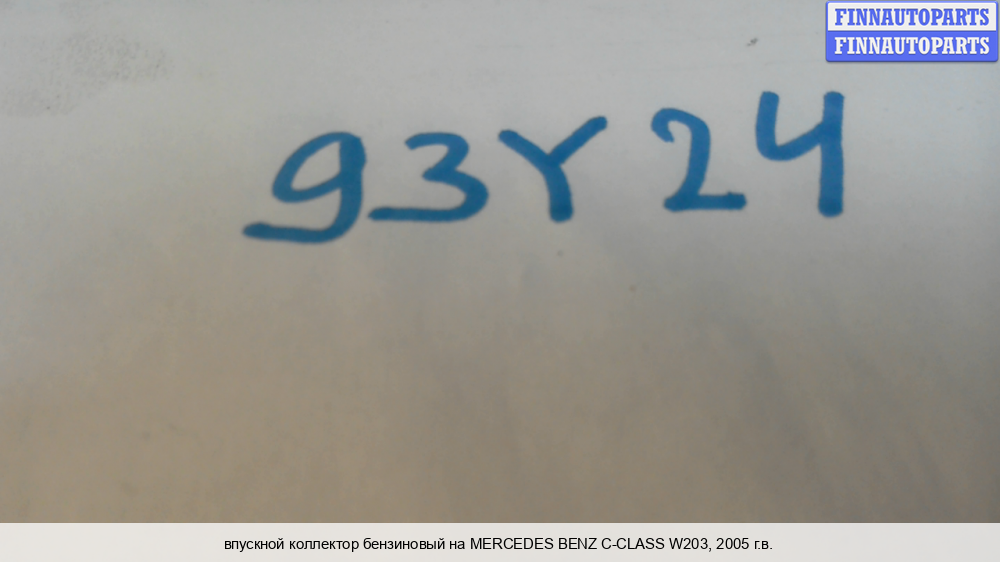 FINNAUTOPARTS
FINNAUTOPARTS
93Y24
впускной коллектор бензиновый на MERCEDES BENZ C-CLASS W203, 2005 г.в.